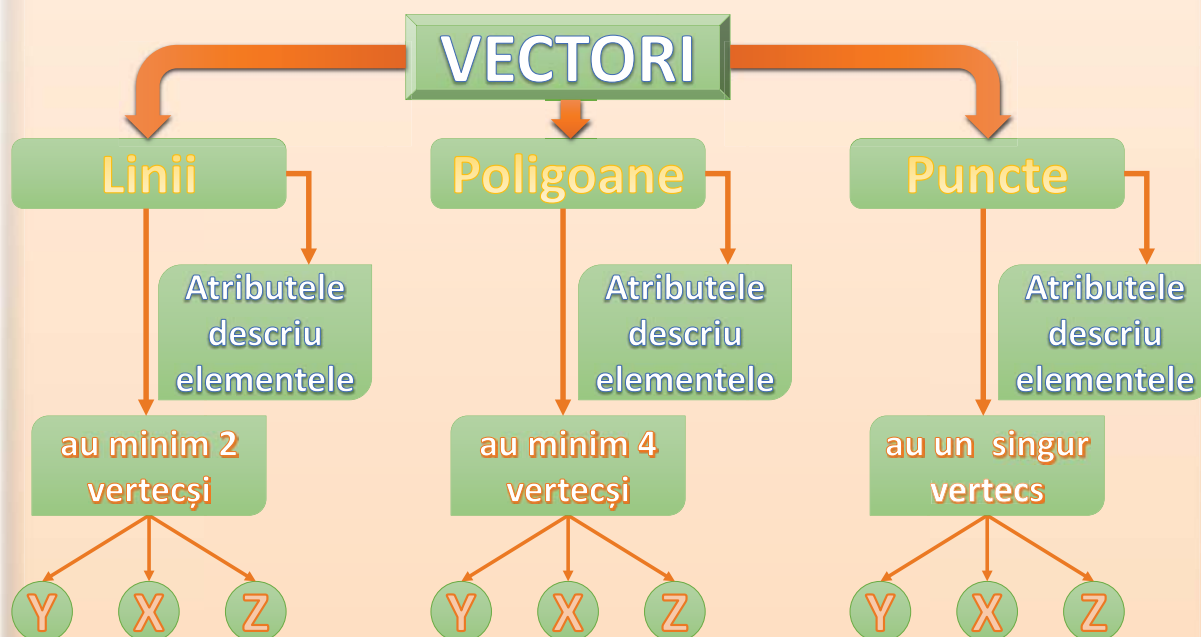 VECTORI
Linii
Poligoane
Puncte
Atributele
descriu
elementele
Atributele
descriu
elementele
Atributele
descriu
elementele
au minim 2
vertecși
au minim 4
vertecși
au un singur
vertecs
Y X Z
Y X Z
Y X Z